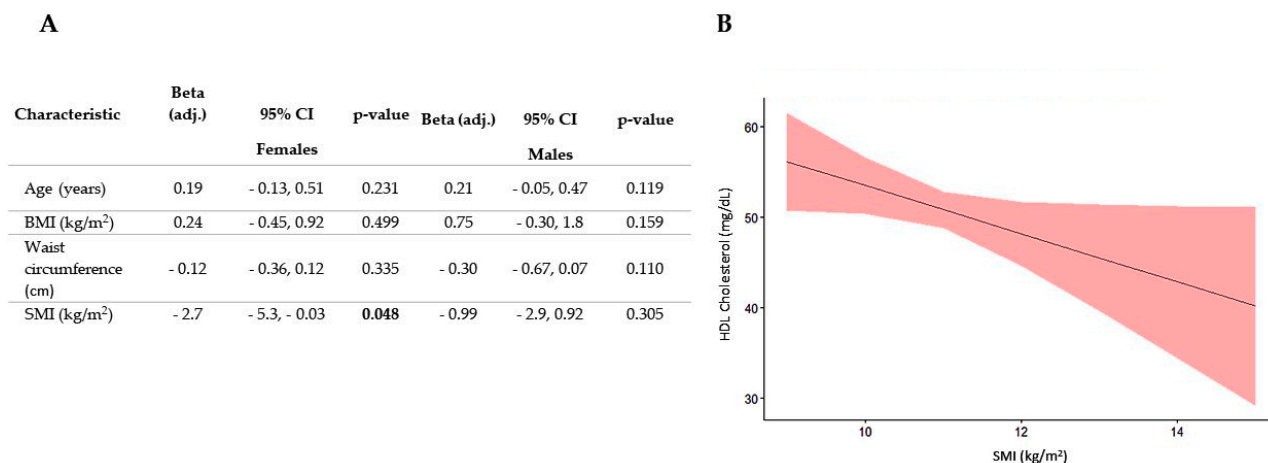 A
Characteristic Beta (adj.) 95% CI p-value Beta (adj.) 95% CI p-value
Females Males
Age (years) 0.19 - 0.13, 0.51 0.231 0.21 - 0.05, 0.47 0.119
BMI (kg/m²) 0.24 - 0.45, 0.92 0.499 0.75 - 0.30, 1.8 0.159
Waist
circumference - 0.12 - 0.36, 0.12 0.335 - 0.30 - 0.67, 0.07 0.110
(cm)
SMI (kg/m²) - 2.7 - 5.3, - 0.03 0.048 - 0.99 - 2.9, 0.92 0.305
B
HDL Cholesterol (mg/dL)
60
50
40
30
10 12 14
SMI (kg/m²)